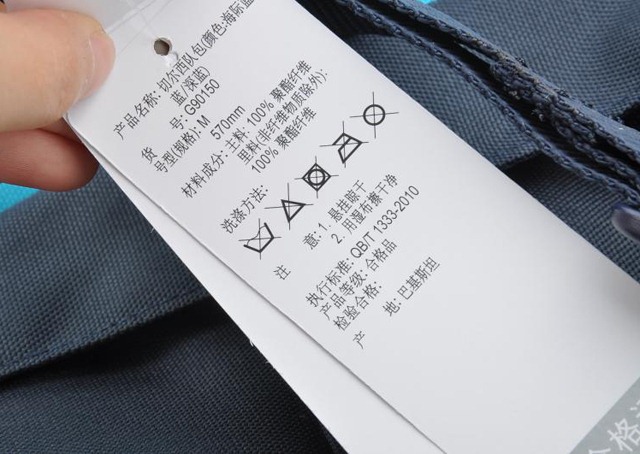 产品名称: 切尔西队包(颜色:海际蓝
蓝/深蓝)
货 号: G90150
号型(规格): M 570mm
材料成分: 主料: 100% 聚酯纤维
里料(非纤维物质除外):
100% 聚酯纤维
洗涤方法:
注 意: 1. 悬挂晾干
2. 用湿布擦干净
执行标准: QB/T 1333-2010
产品等级: 合格品
检验合格:
产 地: 巴基斯坦
合格